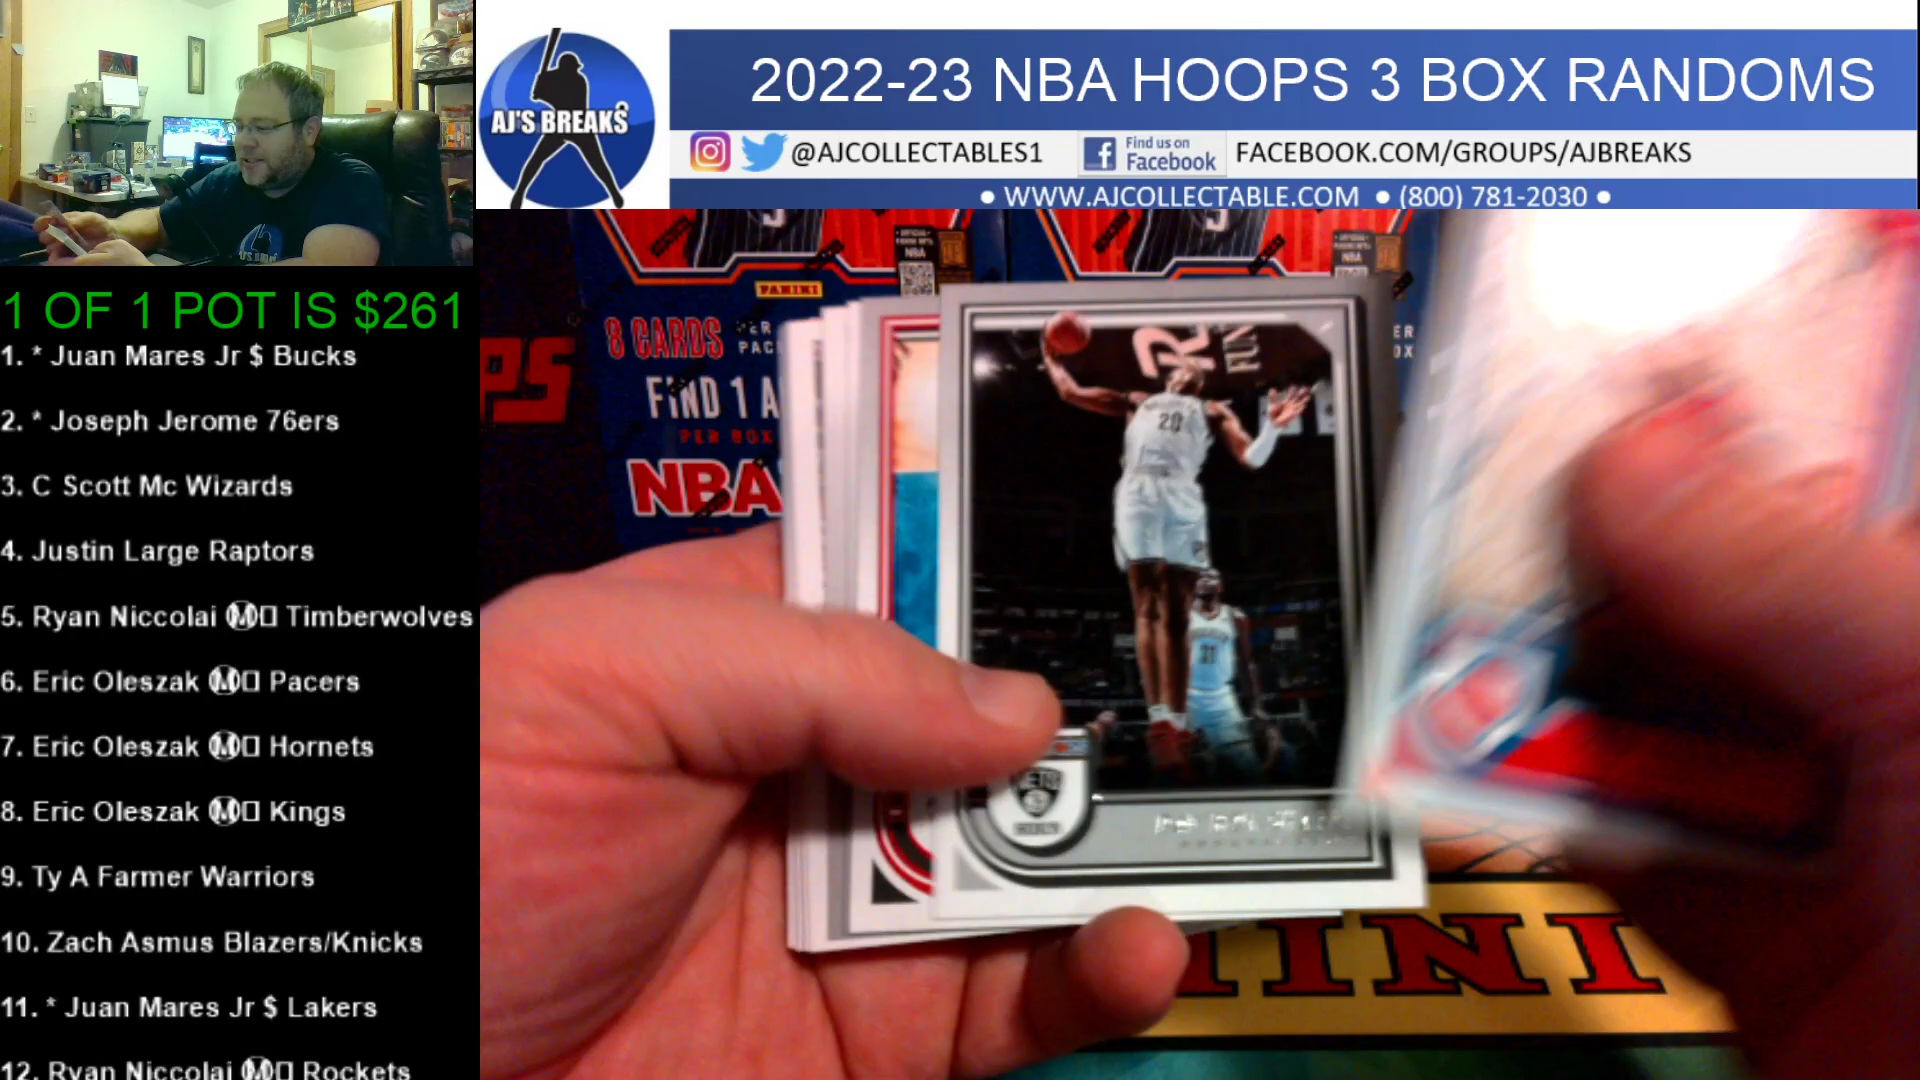 2022-23 NBA HOOPS 3 BOX RANDOMS
AJ'S BREAKS
@AJCOLLECTABLES1
Find us on
Facebook
FACEBOOK.COM/GROUPS/AJBREAKS
● WWW.AJCOLLECTABLE.COM ● (800) 781-2030 ●
1 OF 1 POT IS $261
1. * Juan Mares Jr $ Bucks
2. * Joseph Jerome 76ers
3. C Scott Mc Wizards
4. Justin Large Raptors
5. Ryan Niccolai Ⓜ️ Timberwolves
6. Eric Oleszak Ⓜ️ Pacers
7. Eric Oleszak Ⓜ️ Hornets
8. Eric Oleszak Ⓜ️ Kings
9. Ty A Farmer Warriors
10. Zach Asmus Blazers/Knicks
11. * Juan Mares Jr $ Lakers
12. Ryan Niccolai Ⓜ️ Rockets
PANINI
8 CARDS PER
PAC
FIND 1 A
PER BOX
NBA
NBA
20
NETS